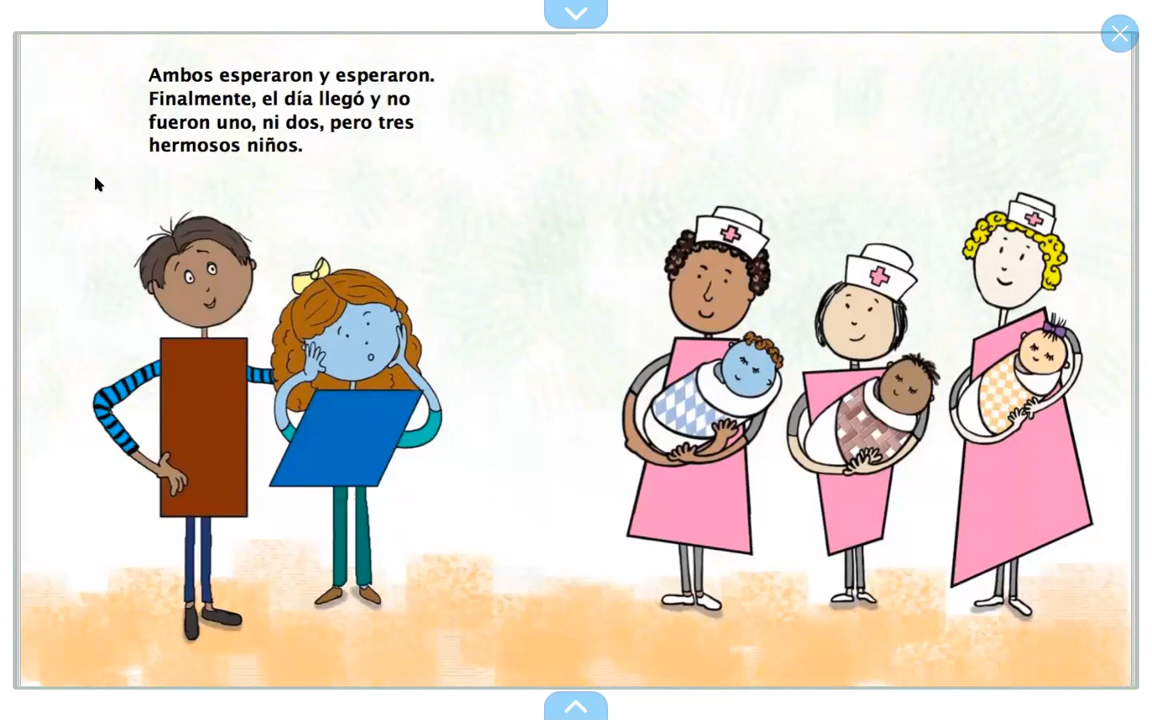 Ambos esperaron y esperaron.
Finalmente, el día llegó y no
fueron uno, ni dos, pero tres
hermosos niños.